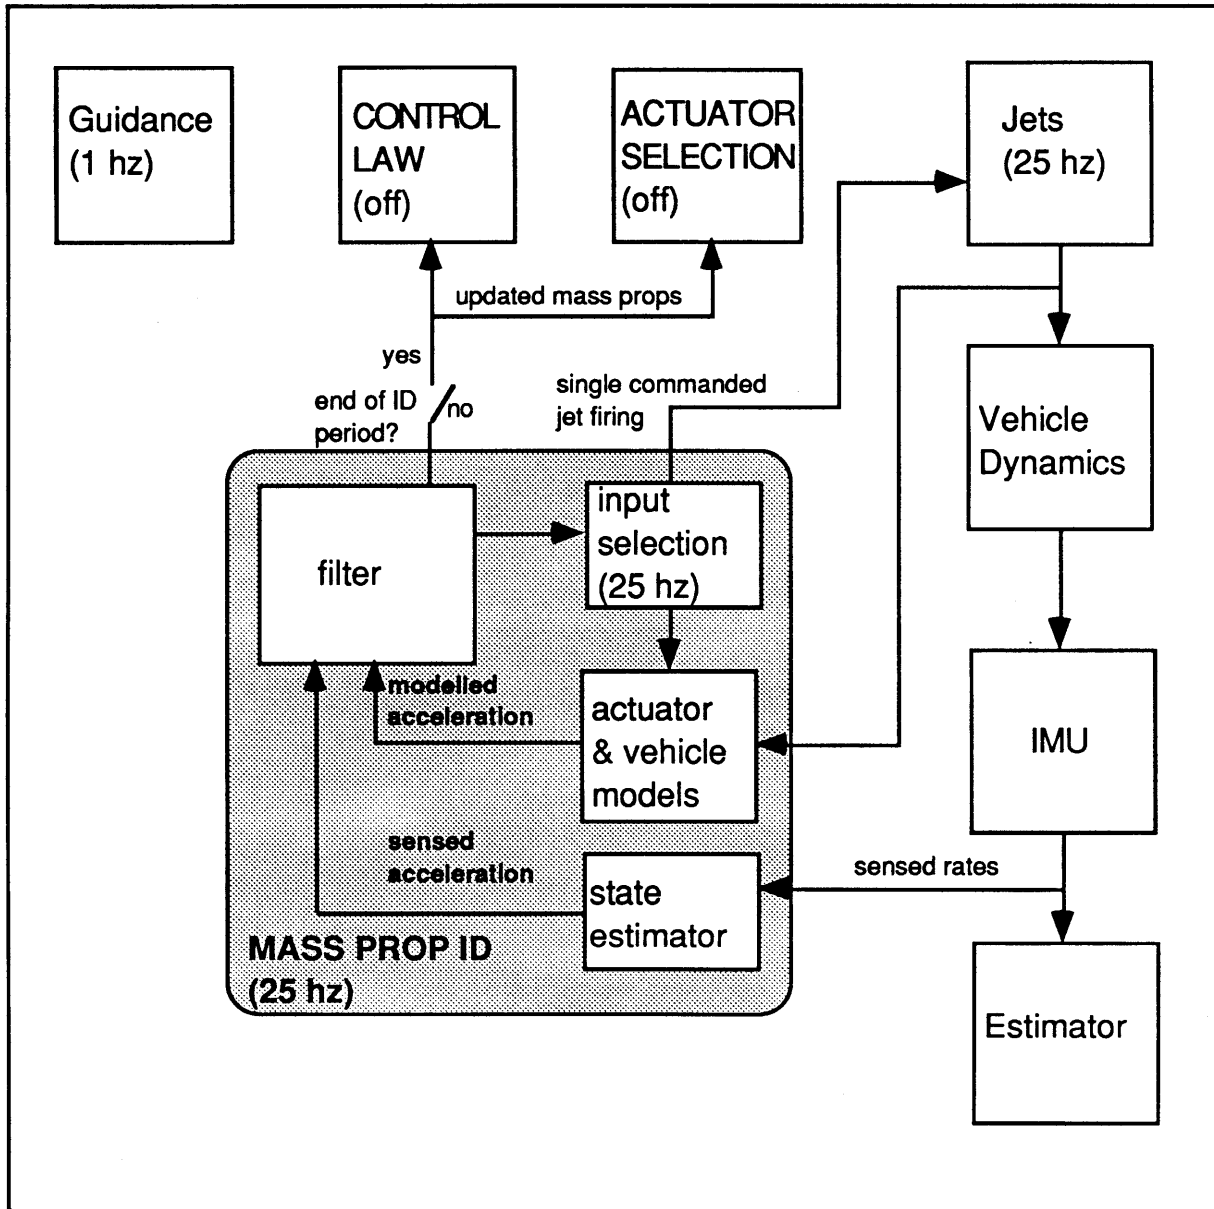 Guidance
(1 hz)
CONTROL
LAW
(off)
ACTUATOR
SELECTION
(off)
Jets
(25 hz)
updated mass props
yes
end of ID
period?
no
single commanded
jet firing
Vehicle
Dynamics
filter
input
selection
(25 hz)
modelled
acceleration
actuator
& vehicle
models
IMU
sensed
acceleration
state
estimator
sensed rates
MASS PROP ID
(25 hz)
Estimator